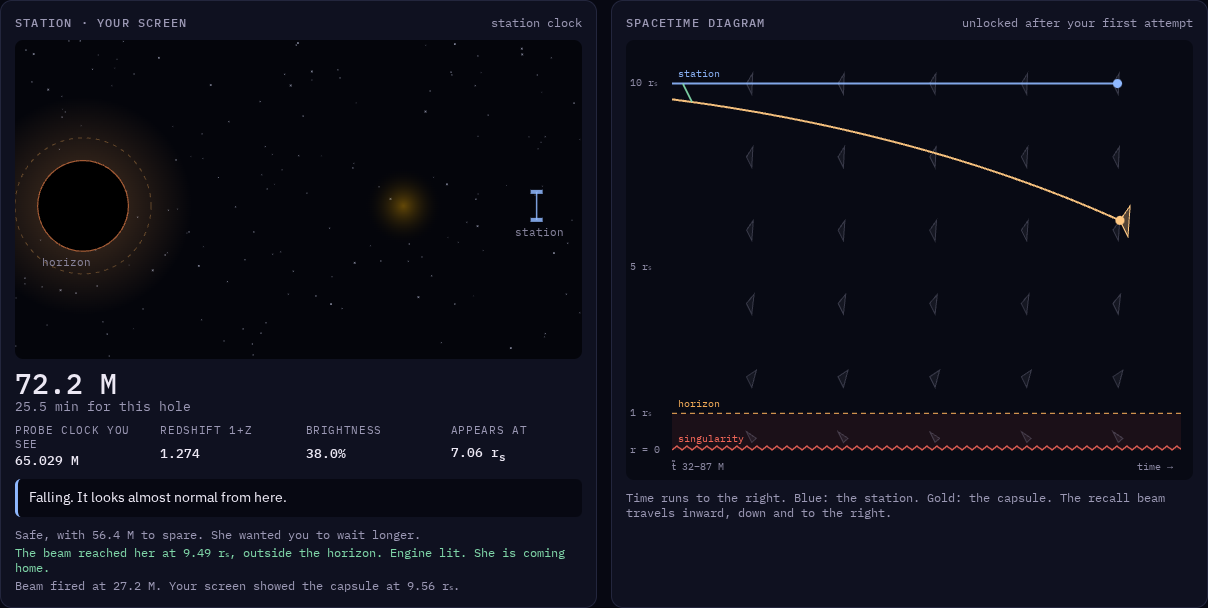 STATION · YOUR SCREEN
station clock
station
horizon
72.2 M
25.5 min for this hole
PROBE CLOCK YOU SEE
65.029 M
REDSHIFT 1+Z
1.274
BRIGHTNESS
38.0%
APPEARS AT
7.06 rs
Falling. It looks almost normal from here.
Safe, with 56.4 M to spare. She wanted you to wait longer.
The beam reached her at 9.49 rₛ, outside the horizon. Engine lit. She is coming
home.
Beam fired at 27.2 M. Your screen showed the capsule at 9.56 rₛ.
SPACETIME DIAGRAM
unlocked after your first attempt
station
10 rₛ
5 rₛ
horizon
1 rₛ
singularity
r = 0
t̄ 32–87 M
time →
Time runs to the right. Blue: the station. Gold: the capsule. The recall beam
travels inward, down and to the right.